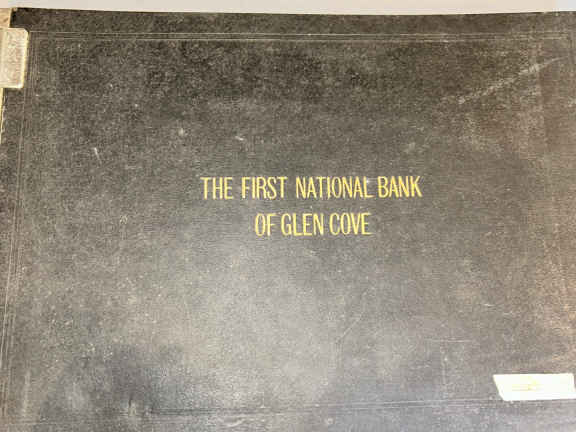 THE FIRST NATIONAL BANK
OF GLEN COVE